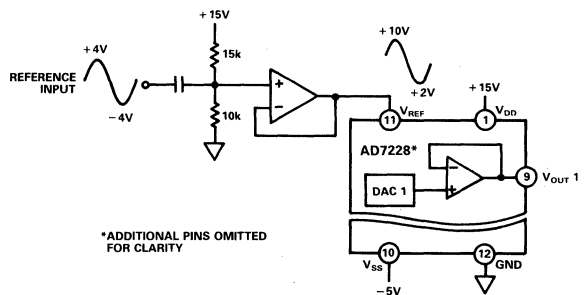 +15V
+10V
15k
+4V
REFERENCE
INPUT
-4V
+
-
+2V
+15V
10k
VREF
VDD
11
1
AD7228*
-
+
9
VOUT 1
DAC 1
*ADDITIONAL PINS OMITTED
FOR CLARITY
10
12
VSS
GND
-5V